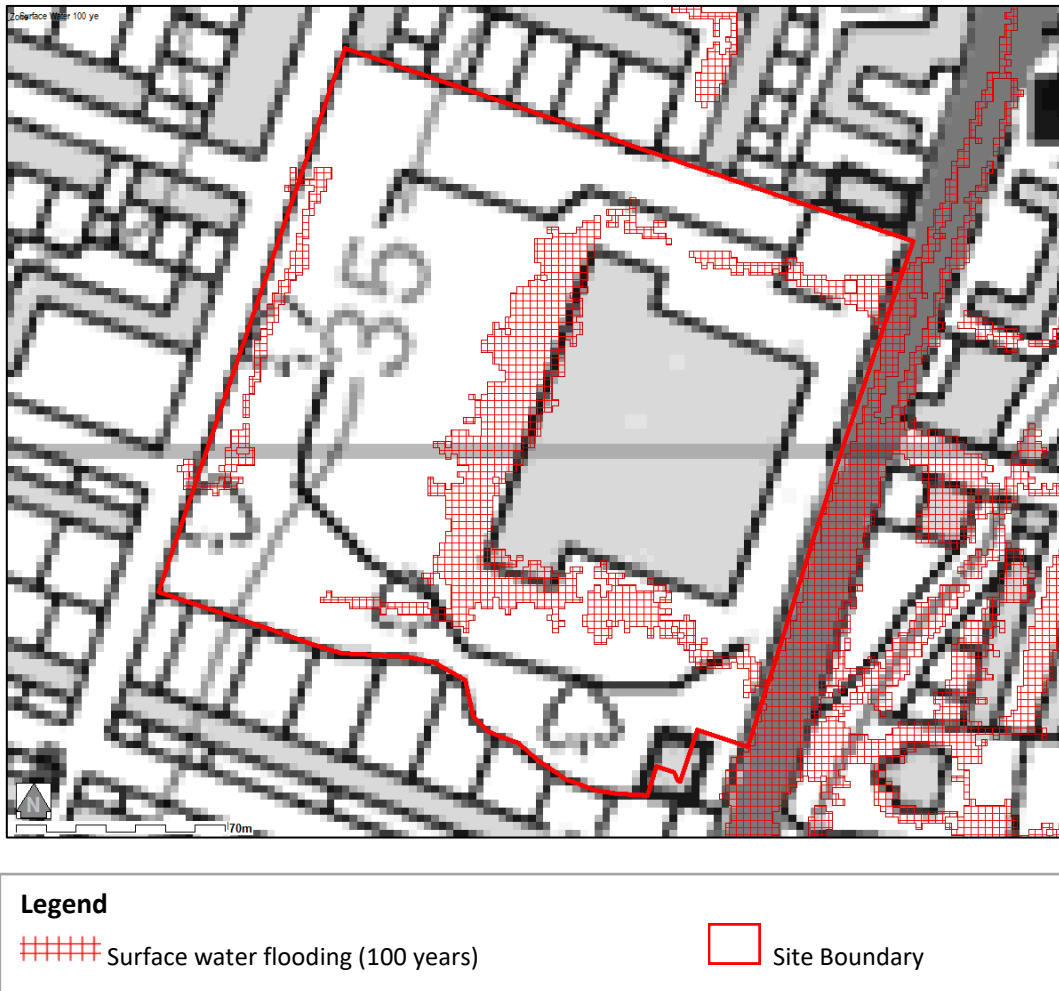 Surface Water 100 ye
35
N
70m
Legend
Surface water flooding (100 years)
Site Boundary